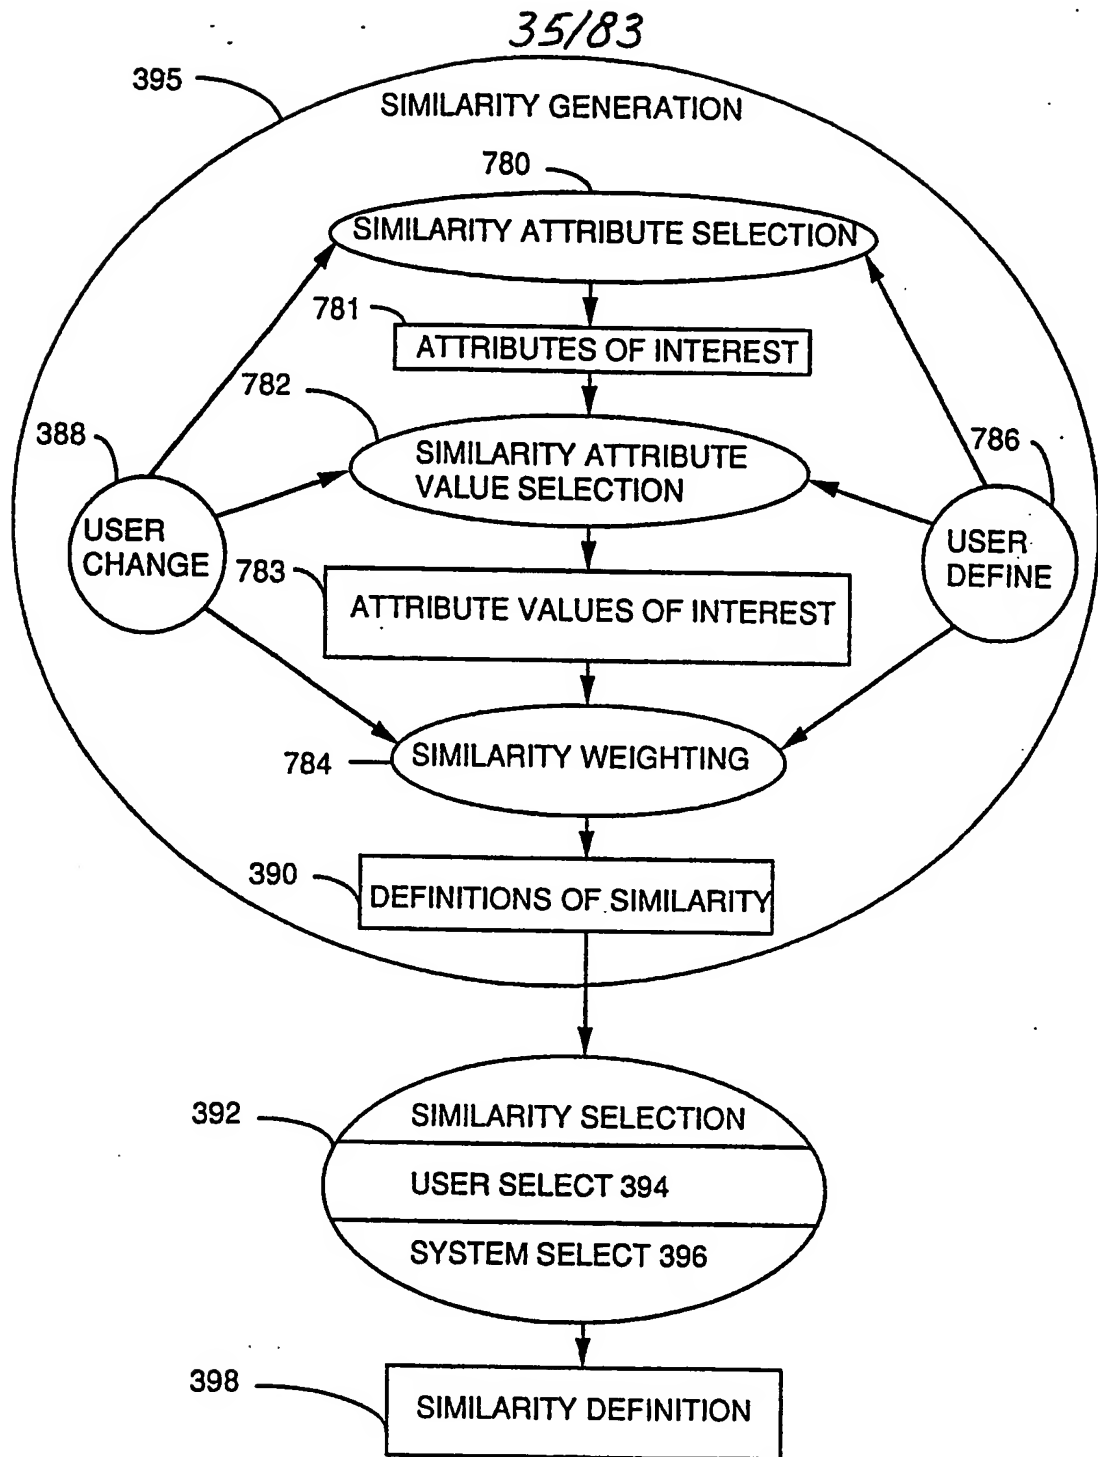 35/83
395
SIMILARITY GENERATION
780
SIMILARITY ATTRIBUTE SELECTION
781
ATTRIBUTES OF INTEREST
782
388
SIMILARITY ATTRIBUTE
VALUE SELECTION
786
USER
CHANGE
USER
DEFINE
783
ATTRIBUTE VALUES OF INTEREST
784
SIMILARITY WEIGHTING
390
DEFINITIONS OF SIMILARITY
392
SIMILARITY SELECTION
USER SELECT 394
SYSTEM SELECT 396
398
SIMILARITY DEFINITION